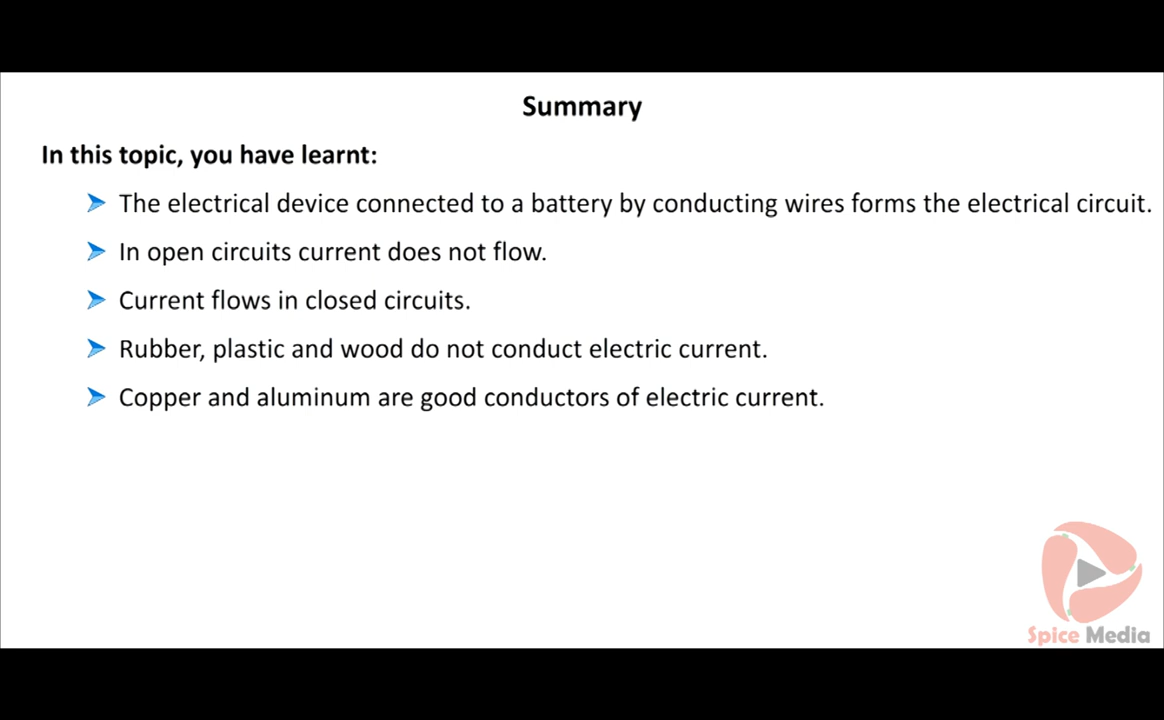 Summary
In this topic, you have learnt:
The electrical device connected to a battery by conducting wires forms the electrical circuit.
In open circuits current does not flow.
Current flows in closed circuits.
Rubber, plastic and wood do not conduct electric current.
Copper and aluminum are good conductors of electric current.
Spice Media